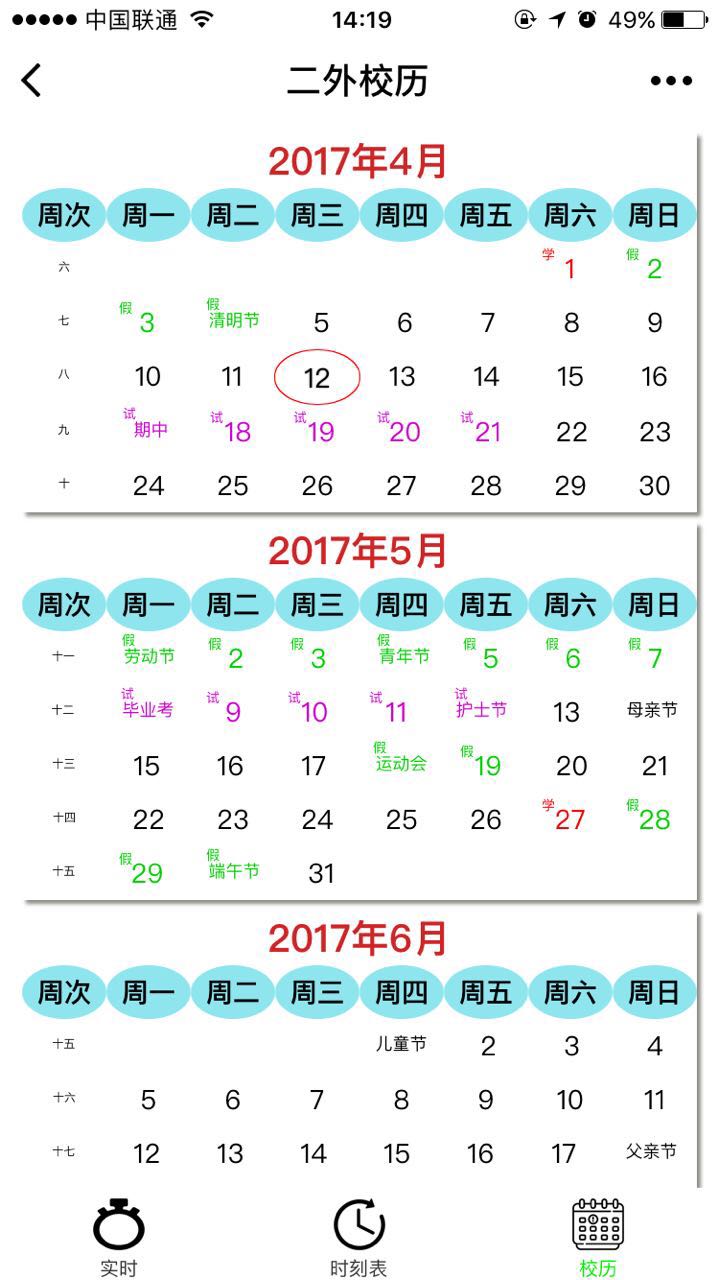 中国联通 14:19 49%
二外校历
2017年4月
周次 周一 周二 周三 周四 周五 周六 周日
六 学 1 假 2
七 假 3 假 清明节 5 6 7 8 9
八 10 11 12 13 14 15 16
九 试 期中 试 18 试 19 试 20 试 21 22 23
十 24 25 26 27 28 29 30
2017年5月
周次 周一 周二 周三 周四 周五 周六 周日
十一 假 劳动节 假 2 假 3 假 青年节 假 5 假 6 假 7
十二 试 毕业考 试 9 试 10 试 11 试 护士节 13 母亲节
十三 15 16 17 假 运动会 假 19 20 21
十四 22 23 24 25 26 学 27 假 28
十五 假 29 假 端午节 31
2017年6月
周次 周一 周二 周三 周四 周五 周六 周日
十五 儿童节 2 3 4
十六 5 6 7 8 9 10 11
十七 12 13 14 15 16 17 父亲节
实时 时刻表 校历